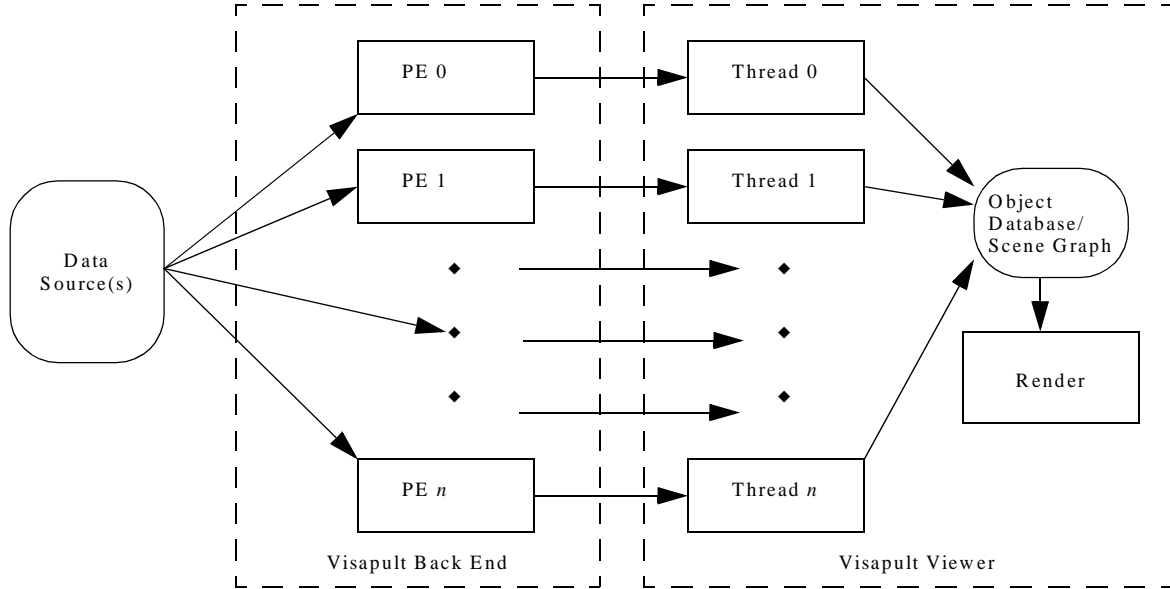 PE 0
Thread 0
PE 1
Thread 1
Data
Source(s)
Object
Database/
Scene Graph
Render
PE n
Thread n
Visapult Back End
Visapult Viewer